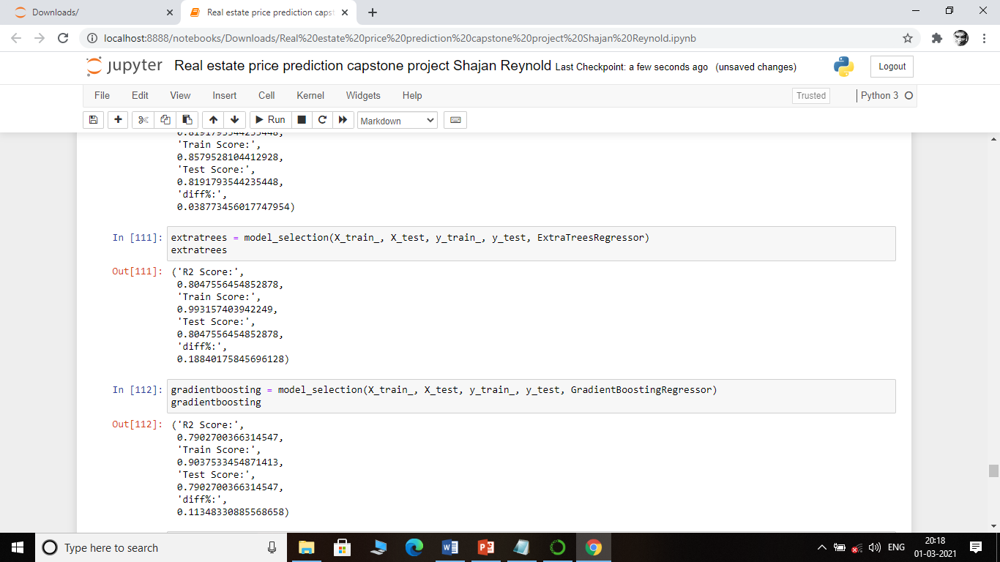 Downloads/
Real estate price prediction capst
localhost:8888/notebooks/Downloads/Real%20estate%20price%20prediction%20capstone%20project%20Shajan%20Reynold.ipynb
jupyter Real estate price prediction capstone project Shajan Reynold Last Checkpoint: a few seconds ago (unsaved changes)
Logout
File Edit View Insert Cell Kernel Widgets Help
Trusted
Python 3
Run
Markdown
0.8191793544235448,
'Train Score:',
0.8579528104412928,
'Test Score:',
0.8191793544235448,
'diff%:',
0.038773456017747954)
In [111]: extratrees = model_selection(X_train_, X_test, y_train_, y_test, ExtraTreesRegressor)
extratrees
Out[111]: ('R2 Score:',
0.8047556454852878,
'Train Score:',
0.993157403942249,
'Test Score:',
0.8047556454852878,
'diff%:',
0.18840175845696128)
In [112]: gradientboosting = model_selection(X_train_, X_test, y_train_, y_test, GradientBoostingRegressor)
gradientboosting
Out[112]: ('R2 Score:',
0.7902700366314547,
'Train Score:',
0.9037533454871413,
'Test Score:',
0.7902700366314547,
'diff%:',
0.11348330885568658)
Type here to search
ENG
20:18
01-03-2021